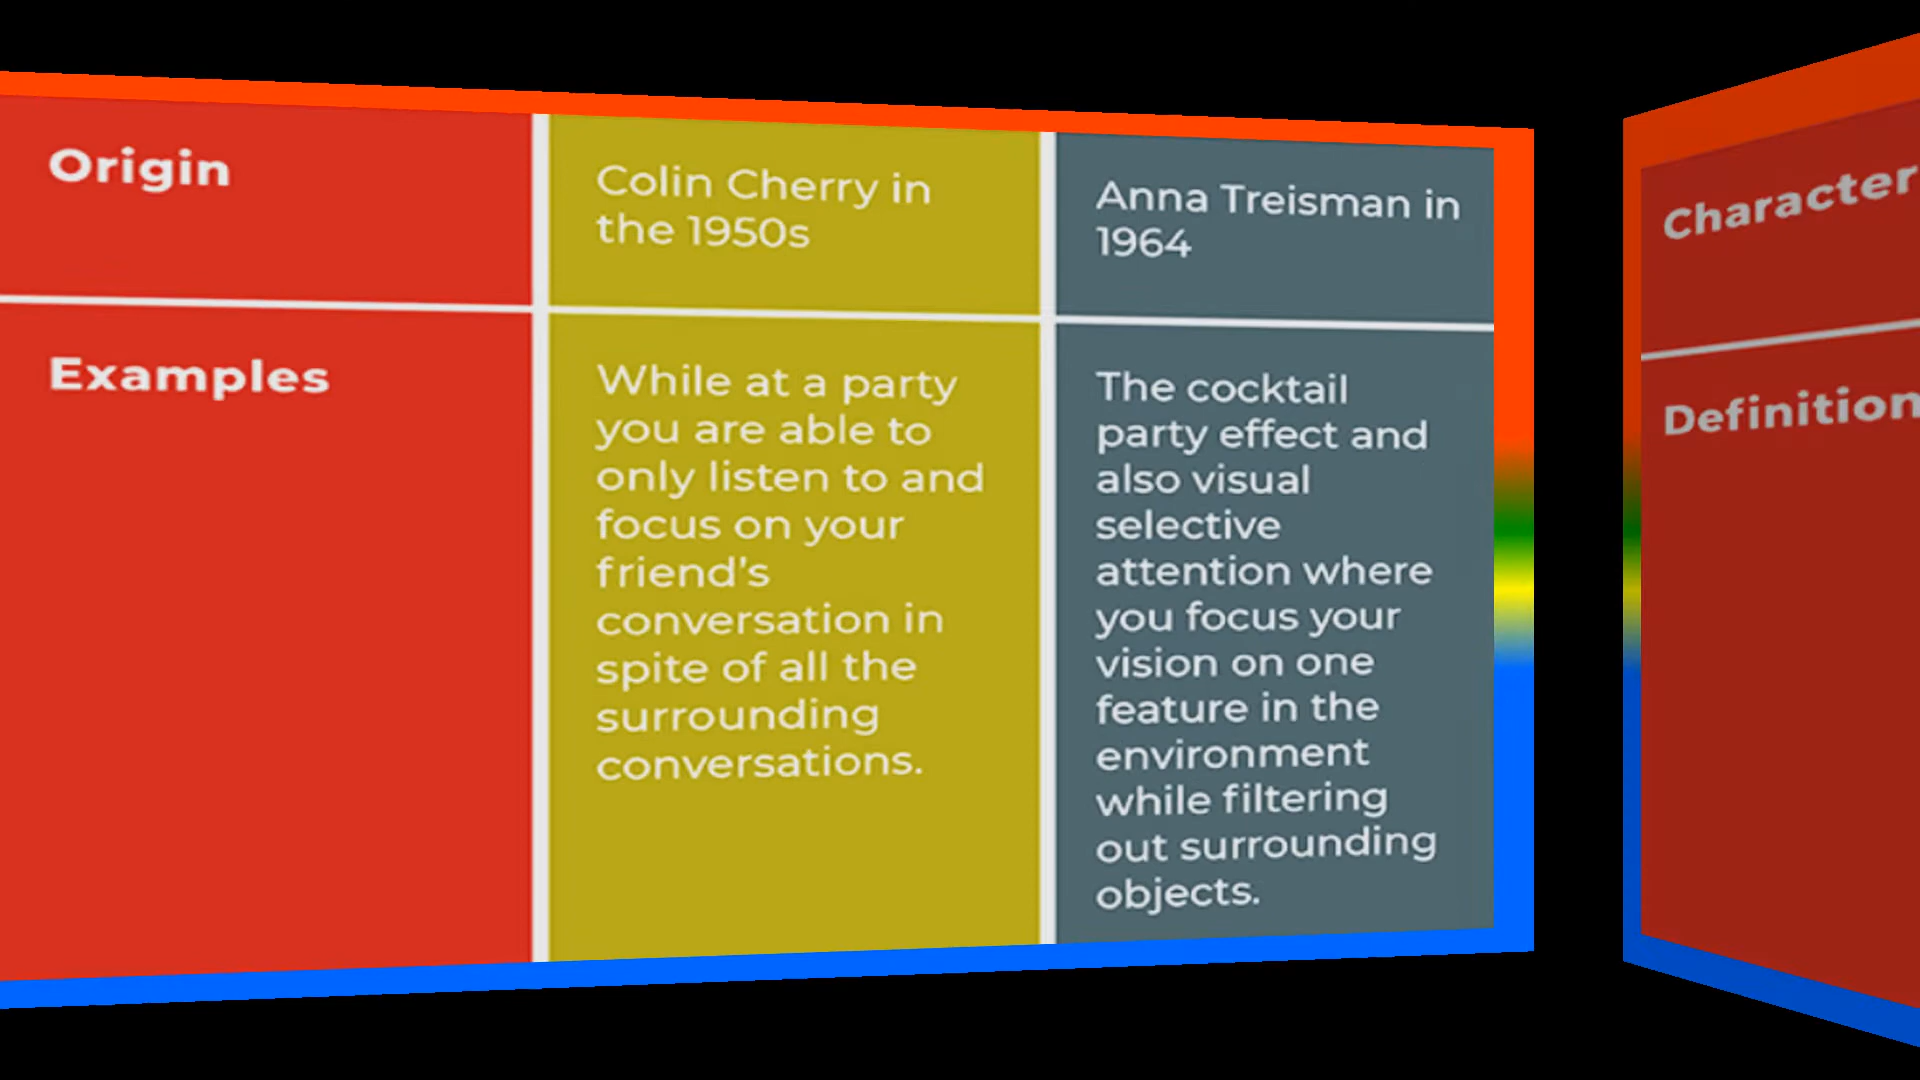 Origin
Colin Cherry in
the 1950s
Anna Treisman in
1964
Examples
While at a party
you are able to
only listen to and
focus on your
friend's
conversation in
spite of all the
surrounding
conversations.
The cocktail
party effect and
also visual
selective
attention where
you focus your
vision on one
feature in the
environment
while filtering
out surrounding
objects.
Character
Definition